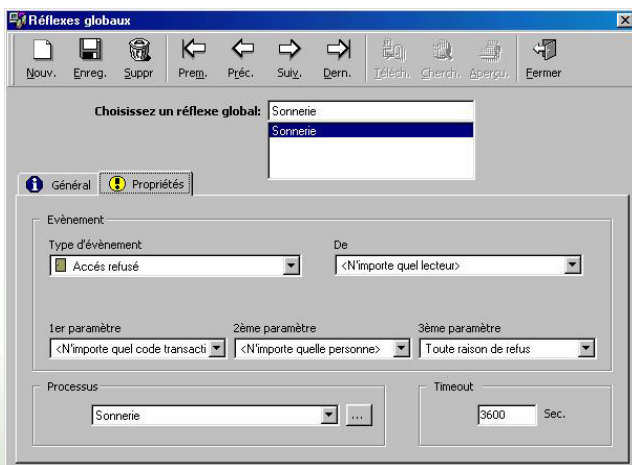 Réflexes globaux
Nouv. Enreg. Suppr Prem. Préc. Suiv. Dern. Téléch. Cherch. Aperçu. Fermer
Choisissez un réflexe global: Sonnerie
Sonnerie
Général Propriétés
Evènement
Type d'évènement De
Accés refusé <N'importe quel lecteur>
1er paramètre 2ème paramètre 3ème paramètre
<N'importe quel code transacti <N'importe quelle personne> Toute raison de refus
Processus Timeout
Sonnerie ... 3600 Sec.